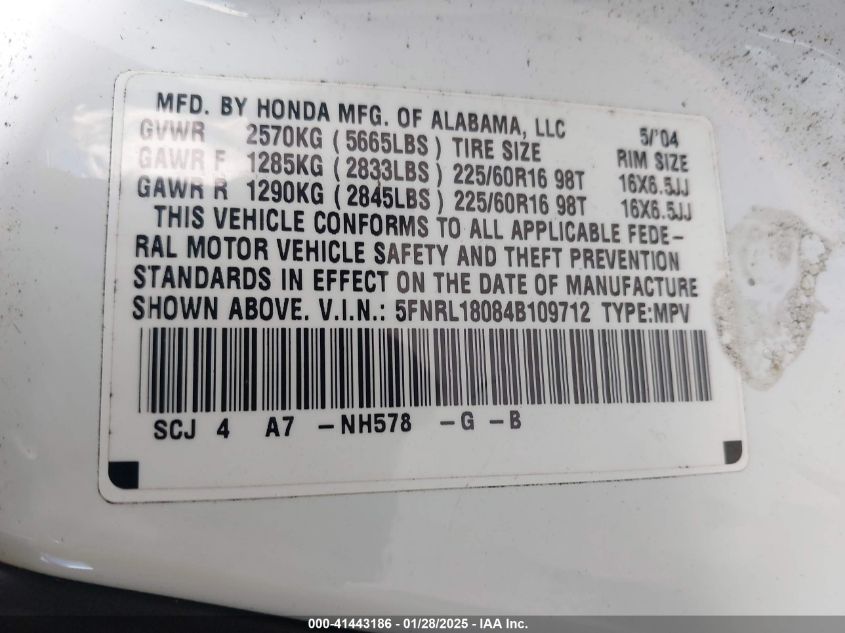 MFD. BY HONDA MFG. OF ALABAMA, LLC 5/'04
GVWR 2570KG (5665LBS) TIRE SIZE RIM SIZE
GAWR F 1285KG (2833LBS) 225/60R16 98T 16X6.5JJ
GAWR R 1290KG (2845LBS) 225/60R16 98T 16X6.5JJ
THIS VEHICLE CONFORMS TO ALL APPLICABLE FEDE-
RAL MOTOR VEHICLE SAFETY AND THEFT PREVENTION
STANDARDS IN EFFECT ON THE DATE OF MANUFACTURE
SHOWN ABOVE. V.I.N.: 5FNRL18084B109712 TYPE:MPV
SCJ 4 A7 -NH578 -G -B
000-41443186 - 01/28/2025 - IAA Inc.